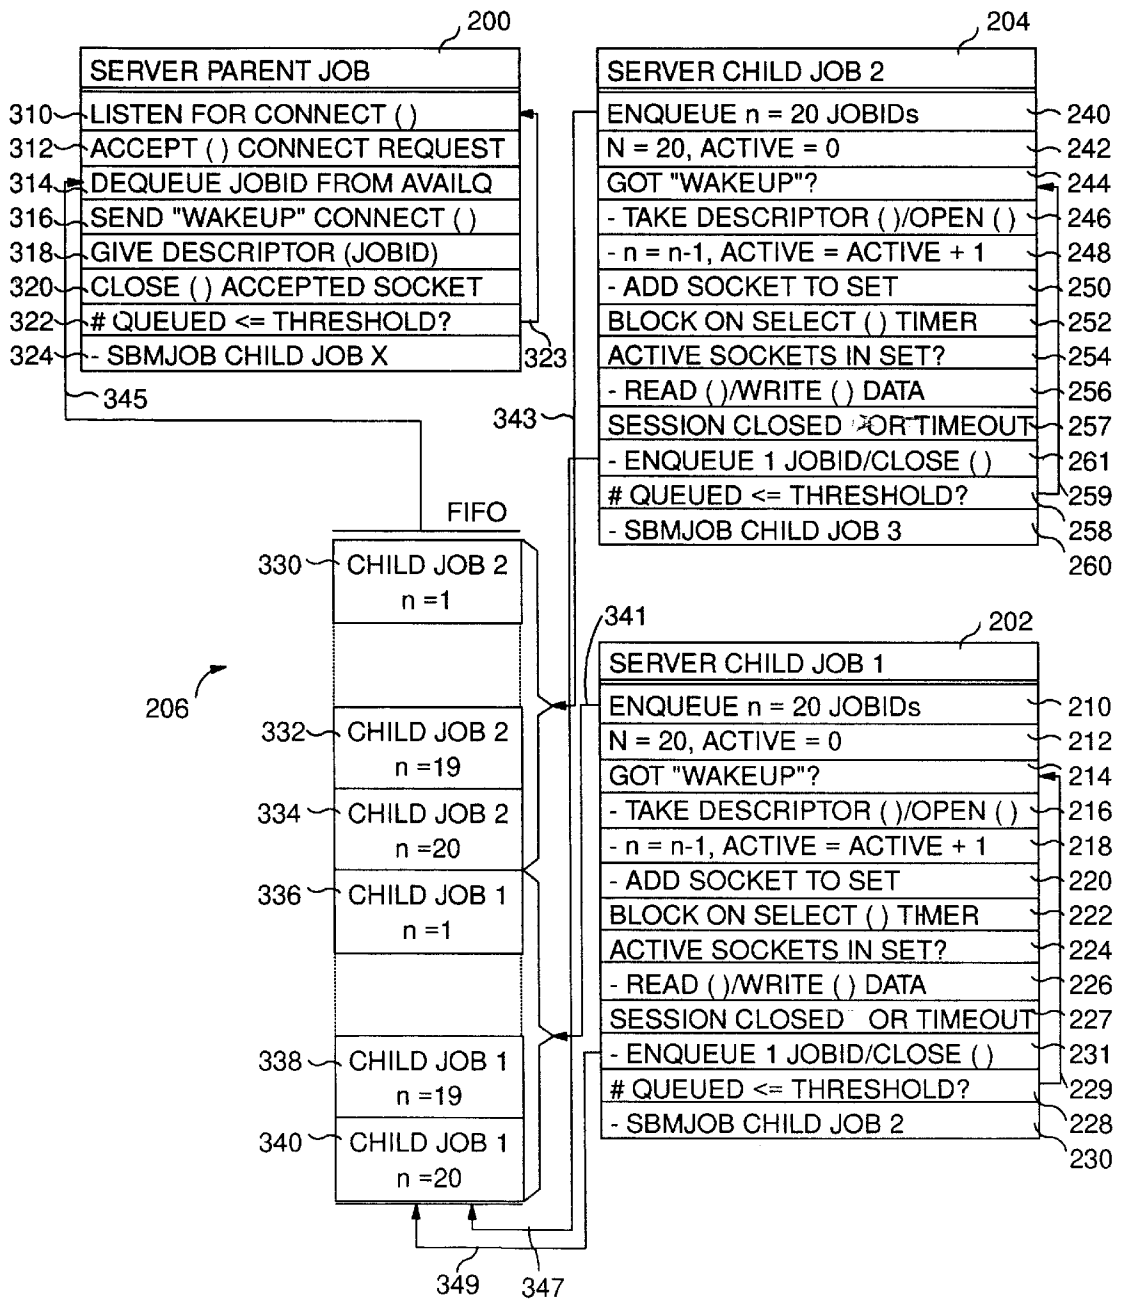 200
SERVER PARENT JOB
310 LISTEN FOR CONNECT ( )
312 ACCEPT ( ) CONNECT REQUEST
314 DEQUEUE JOBID FROM AVAILQ
316 SEND "WAKEUP" CONNECT ( )
318 GIVE DESCRIPTOR (JOBID)
320 CLOSE ( ) ACCEPTED SOCKET
322 # QUEUED <= THRESHOLD?
323
324 - SBMJOB CHILD JOB X
345
204
SERVER CHILD JOB 2
ENQUEUE n = 20 JOBIDs 240
N = 20, ACTIVE = 0 242
GOT "WAKEUP"? 244
- TAKE DESCRIPTOR ( )/OPEN ( ) 246
- n = n-1, ACTIVE = ACTIVE + 1 248
- ADD SOCKET TO SET 250
BLOCK ON SELECT ( ) TIMER 252
ACTIVE SOCKETS IN SET? 254
- READ ( )/WRITE ( ) DATA 256
343
SESSION CLOSED OR TIMEOUT 257
- ENQUEUE 1 JOBID/CLOSE ( ) 261
# QUEUED <= THRESHOLD? 259
258
- SBMJOB CHILD JOB 3
260
FIFO
330 CHILD JOB 2
n =1
206
332 CHILD JOB 2
n =19
334 CHILD JOB 2
n =20
336 CHILD JOB 1
n =1
338 CHILD JOB 1
n =19
340 CHILD JOB 1
n =20
341
202
SERVER CHILD JOB 1
ENQUEUE n = 20 JOBIDs 210
N = 20, ACTIVE = 0 212
GOT "WAKEUP"? 214
- TAKE DESCRIPTOR ( )/OPEN ( ) 216
- n = n-1, ACTIVE = ACTIVE + 1 218
- ADD SOCKET TO SET 220
BLOCK ON SELECT ( ) TIMER 222
ACTIVE SOCKETS IN SET? 224
- READ ( )/WRITE ( ) DATA 226
SESSION CLOSED OR TIMEOUT 227
- ENQUEUE 1 JOBID/CLOSE ( ) 231
# QUEUED <= THRESHOLD? 229
228
- SBMJOB CHILD JOB 2
230
349
347